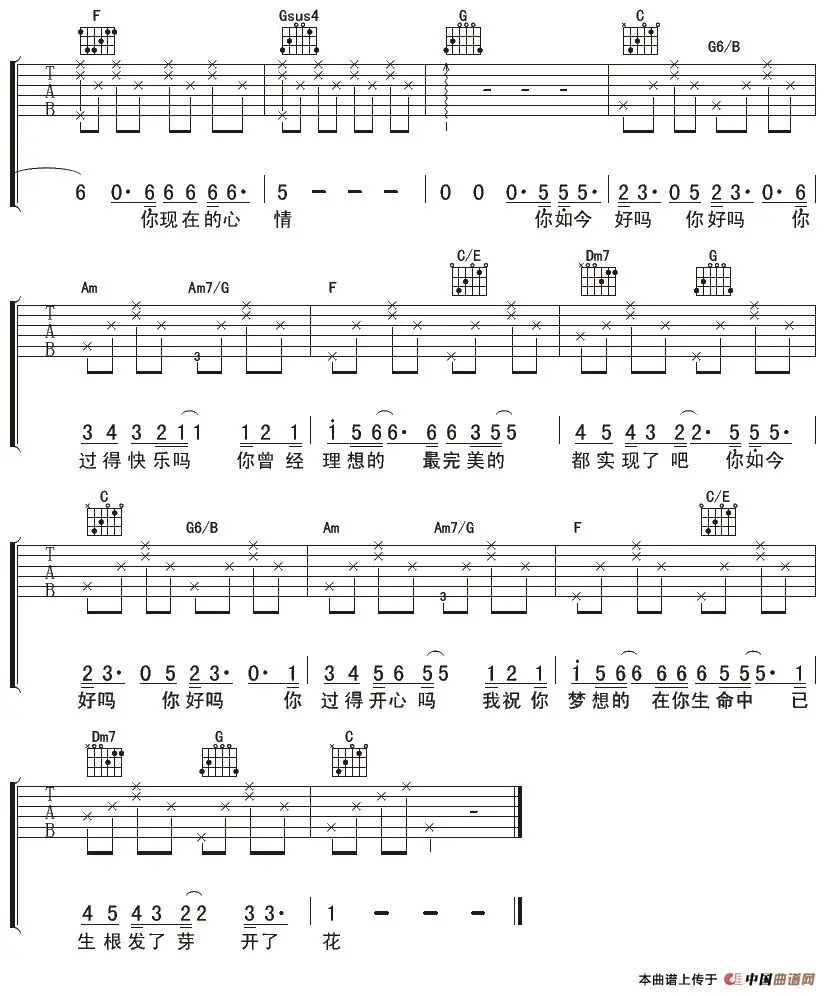 F Gsus4 G C G6/B
T A B
6 0· 6 6 6 6 6· 5 — — — 0 0 0· 5 5 5· 2 3· 0 5 2 3· 0· 6
你现在的心 情 你如今 好吗 你好吗 你
Am Am7/G F C/E Dm7 G
T A B 3
3 4 3 2 1 1 1 2 1 1 5 6 6· 6 6 3 5 5 4 5 4 3 2 2· 5 5 5·
过得快乐吗 你曾经 理想的 最完美的 都实现了吧 你如今
C G6/B Am Am7/G F C/E
T A B 3
2 3· 0 5 2 3· 0· 1 3 4 5 6 5 5 1 2 1 1 5 6 6 6 6 6 5 5· 1
好吗 你好吗 你 过得开心吗 我祝你 梦想的 在你生命中 已
Dm7 G C
T A B
4 5 4 3 2 2 3 3· 1 — — —
生根发了芽 开了 花
本曲谱上传于 中国曲谱网